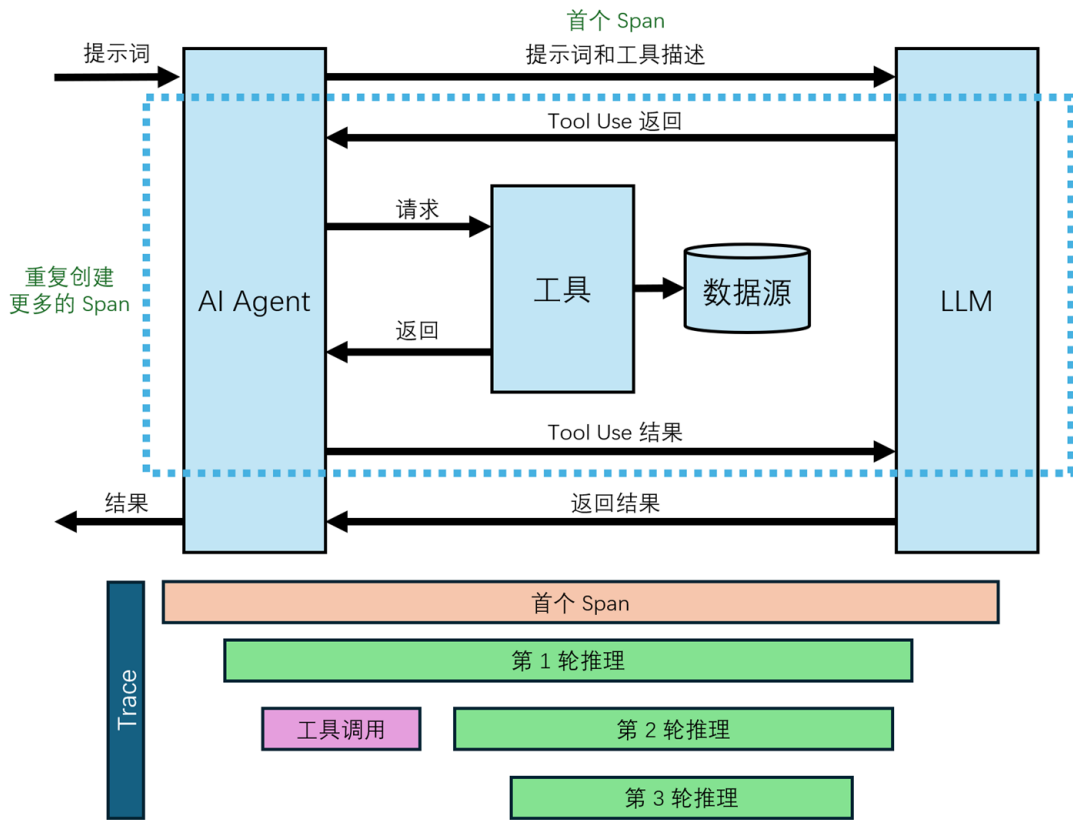 首个 Span
提示词
提示词和工具描述
Tool Use 返回
请求
重复创建
更多的 Span
AI Agent
工具
数据源
LLM
返回
Tool Use 结果
结果
返回结果
Trace
首个 Span
第 1 轮推理
工具调用
第 2 轮推理
第 3 轮推理